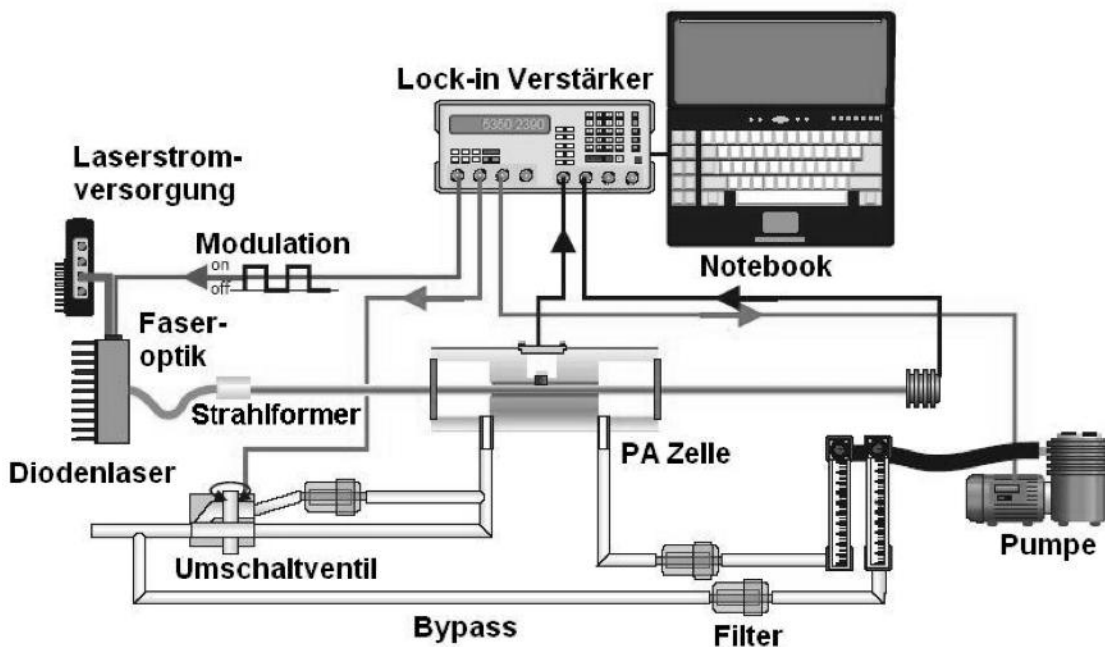 Lock-in Verstärker
5350 2390
Laserstrom-
versorgung
Modulation
on
off
Notebook
Faser-
optik
Strahlformer
PA Zelle
Diodenlaser
Umschaltventil
Pumpe
Bypass
Filter